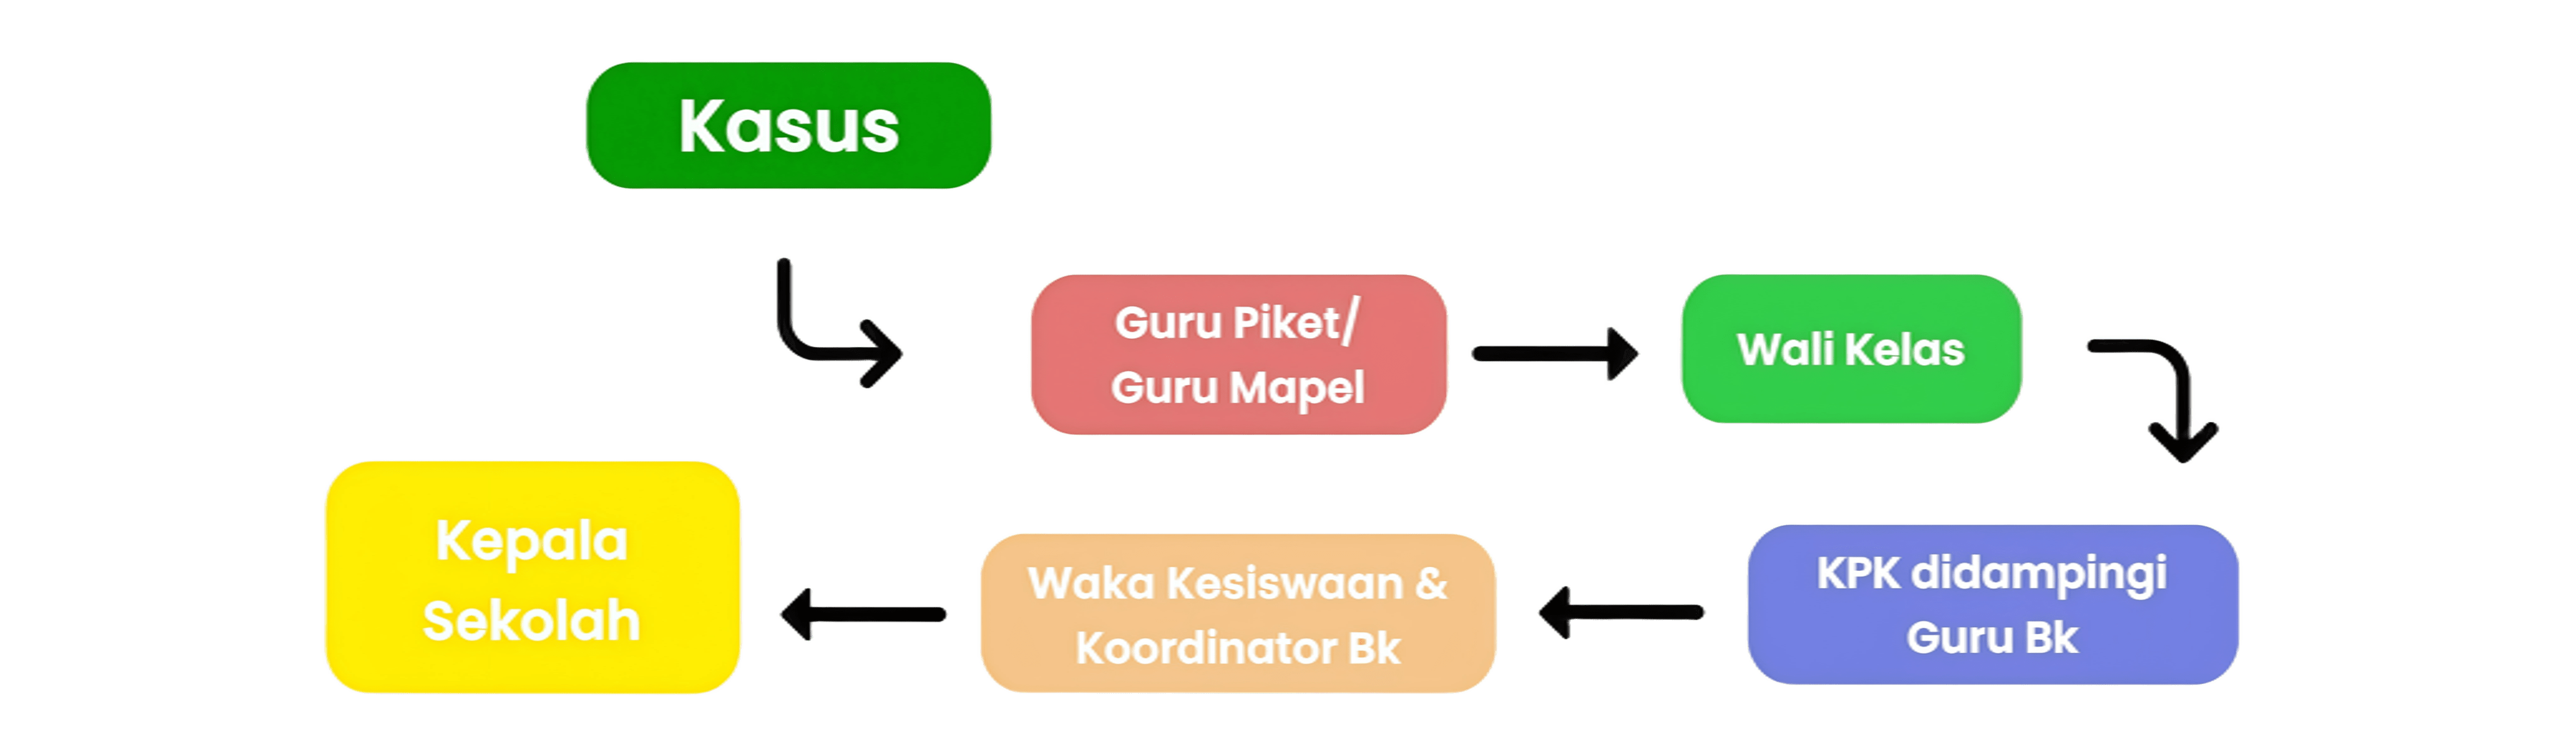 Kasus
Guru Piket/
Guru Mapel
Wali Kelas
KPK didampingi
Guru Bk
Waka Kesiswaan &
Koordinator Bk
Kepala
Sekolah